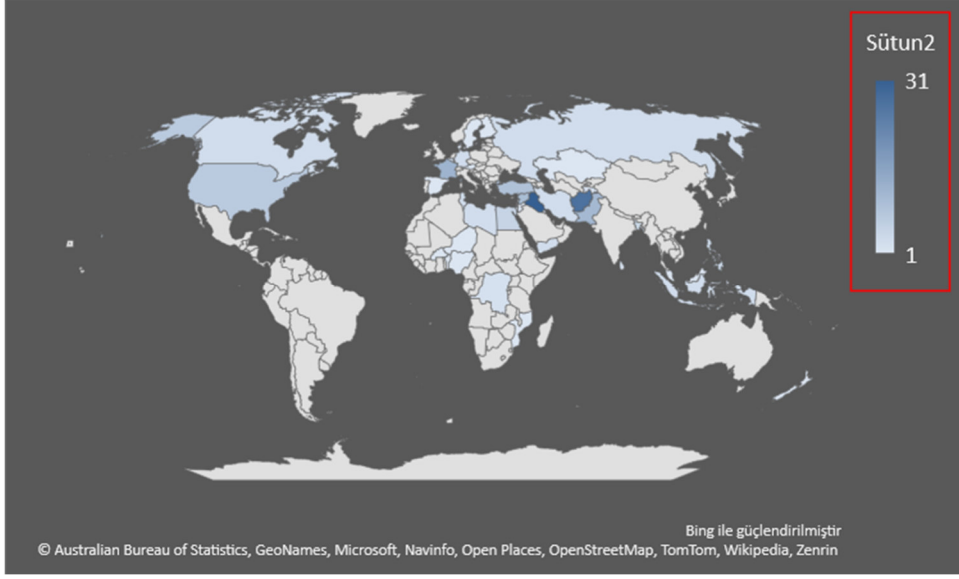 Sütun2
31
1
Bing ile güçlendirilmiştir
© Australian Bureau of Statistics, GeoNames, Microsoft, Navinfo, Open Places, OpenStreetMap, TomTom, Wikipedia, Zenrin